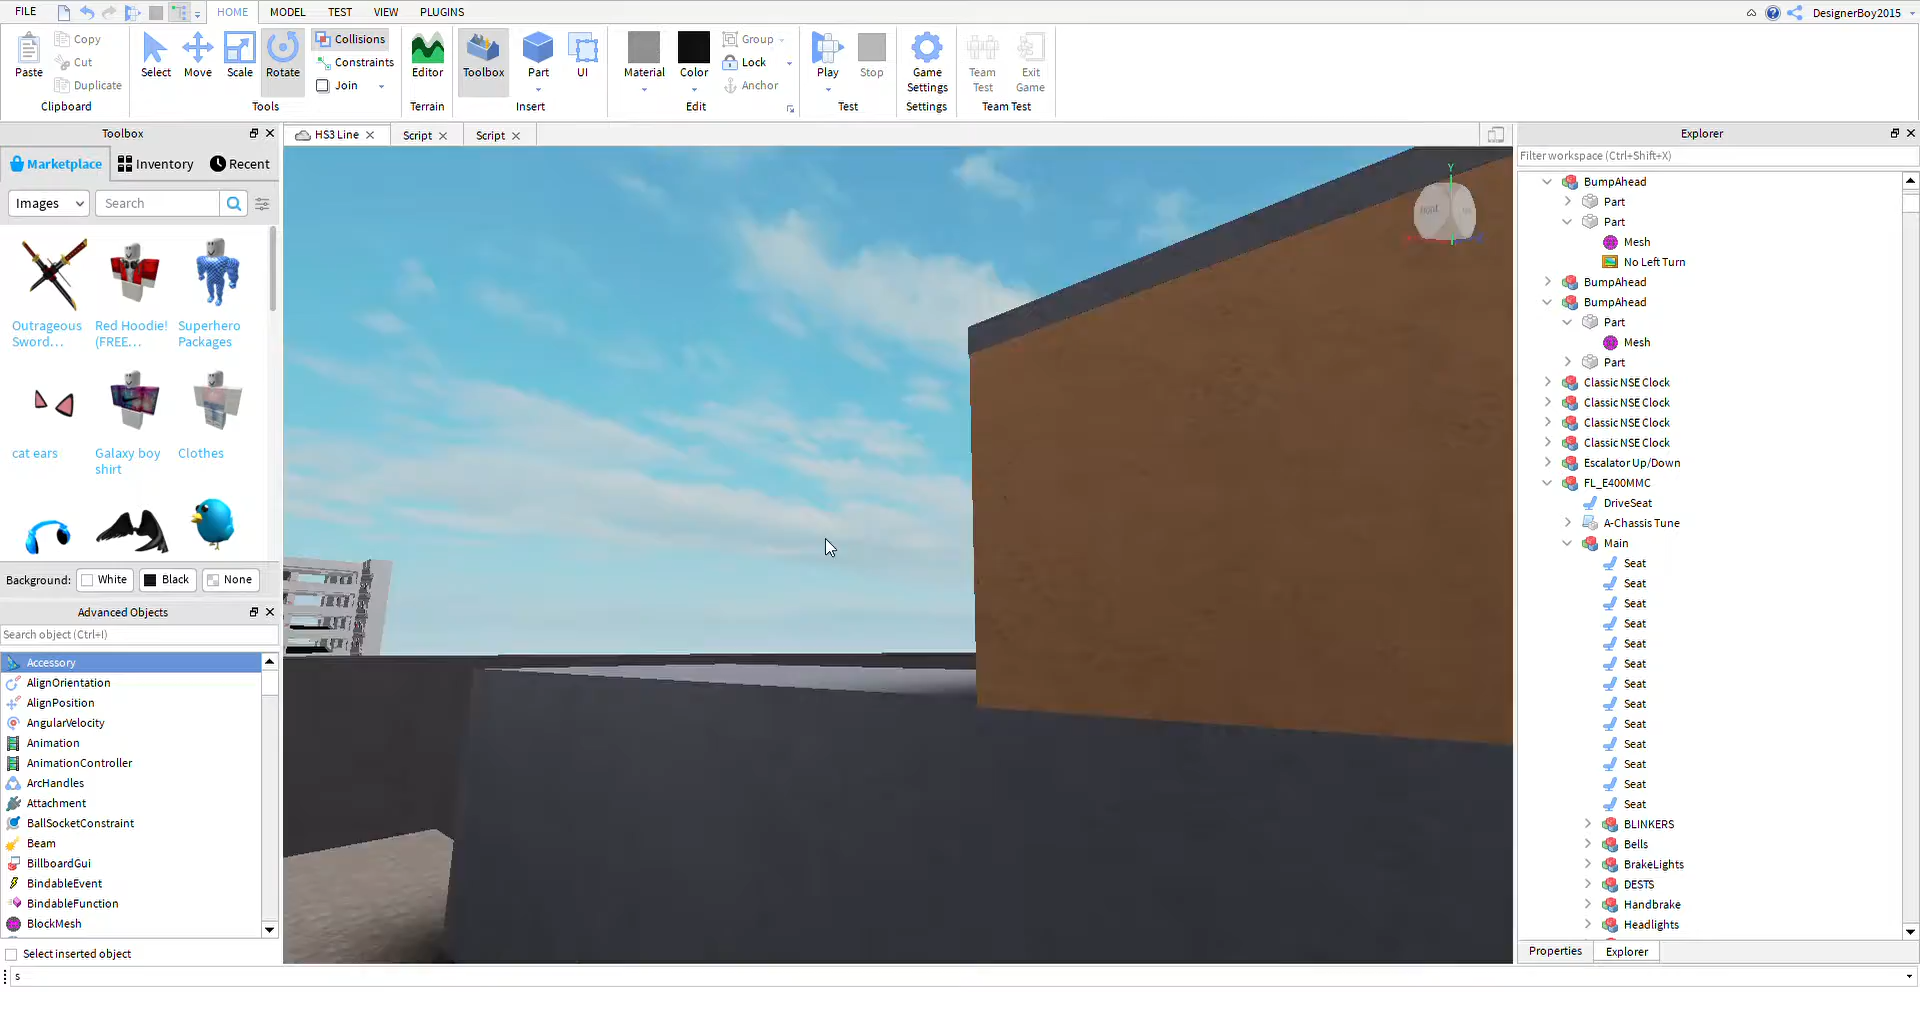 FILE HOME MODEL TEST VIEW PLUGINS DesignerBoy2015
Paste Copy Cut Duplicate Clipboard
Select Move Scale Rotate Collisions Constraints Join Tools
Editor Terrain
Toolbox Part UI Insert
Material Color Group Lock Anchor Edit
Play Stop Test
Game Settings Settings
Team Test Exit Game Team Test
Toolbox
HS3 Line Script Script
Explorer
Marketplace Inventory Recent
Filter workspace (Ctrl+Shift+X)
Images Search
Outrageous Sword...
Red Hoodie! (FREE...
Superhero Packages
cat ears
Galaxy boy shirt
Clothes
Background: White Black None
Advanced Objects
Search object (Ctrl+I)
Accessory
AlignOrientation
AlignPosition
AngularVelocity
Animation
AnimationController
ArcHandles
Attachment
BallSocketConstraint
Beam
BillboardGui
BindableEvent
BindableFunction
BlockMesh
Select inserted object
s
Y
BumpAhead
Part
Part
Mesh
No Left Turn
BumpAhead
BumpAhead
Part
Mesh
Part
Classic NSE Clock
Classic NSE Clock
Classic NSE Clock
Classic NSE Clock
Escalator Up/Down
FL_E400MMC
DriveSeat
A-Chassis Tune
Main
Seat
Seat
Seat
Seat
Seat
Seat
Seat
Seat
Seat
Seat
Seat
Seat
Seat
BLINKERS
Bells
BrakeLights
DESTS
Handbrake
Headlights
Properties Explorer